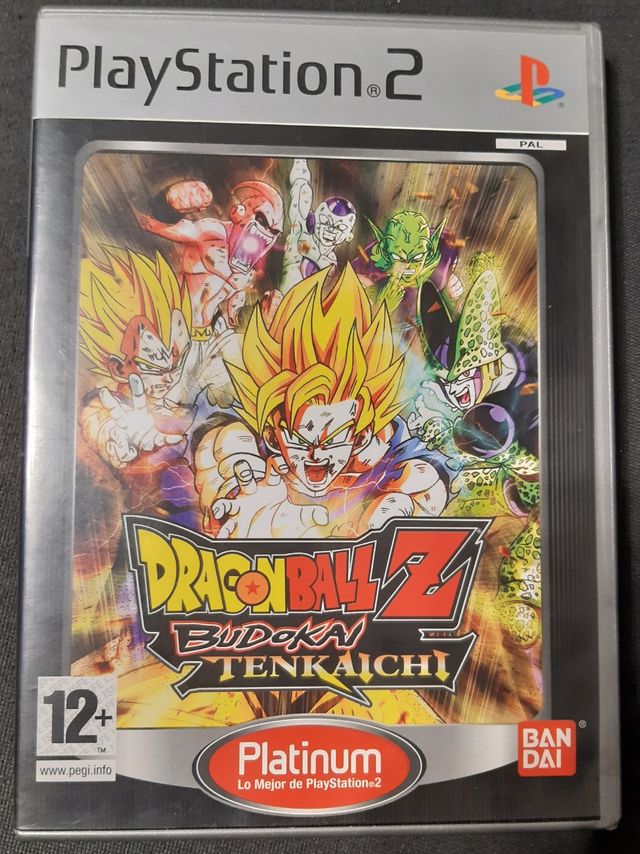 PlayStation®2
PAL
M
DRAGON BALL Z
BUDOKAI
TENKAICHI
12+
TM
www.pegi.info
Platinum
Lo Mejor de PlayStation®2
BAN
DAI
®